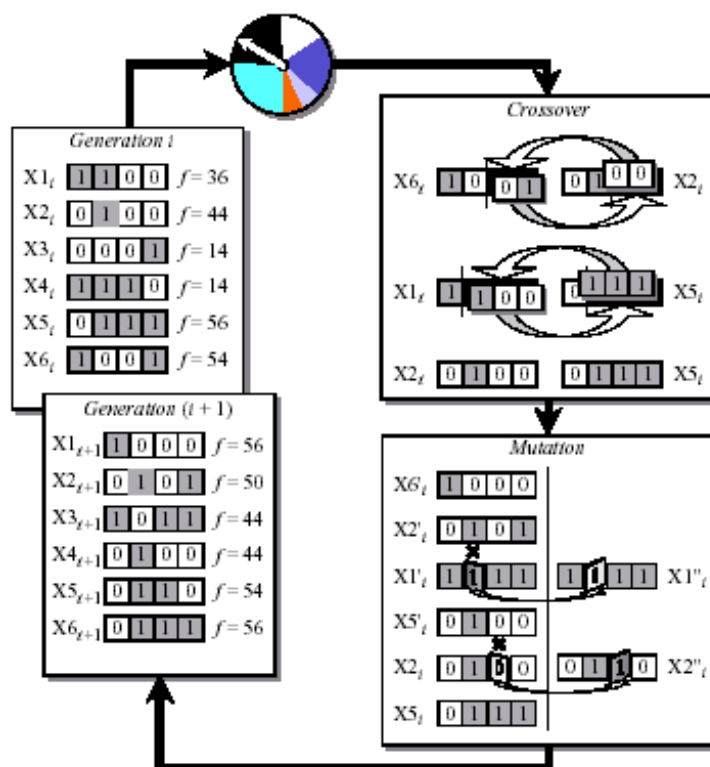 Generation i
X1i 1 1 0 0 f = 36
X2i 0 1 0 0 f = 44
X3i 0 0 0 1 f = 14
X4i 1 1 1 0 f = 14
X5i 0 1 1 1 f = 56
X6i 1 0 0 1 f = 54
Generation (i + 1)
X1i+1 1 0 0 0 f = 56
X2i+1 0 1 0 1 f = 50
X3i+1 1 0 1 1 f = 44
X4i+1 0 1 0 0 f = 44
X5i+1 0 1 1 0 f = 54
X6i+1 0 1 1 1 f = 56
Crossover
X6i 1 0 0 1 0 1 0 0 X2i
X1i 1 1 0 0 0 1 1 1 X5i
X2i 0 1 0 0 0 1 1 1 X5i
Mutation
X6'i 1 0 0 0
X2'i 0 1 0 1
X1'i 1 1 1 1 1 1 1 X1"i
X5'i 0 1 0 0
X2i 0 1 0 0 0 1 1 0 X2"i
X5i 0 1 1 1